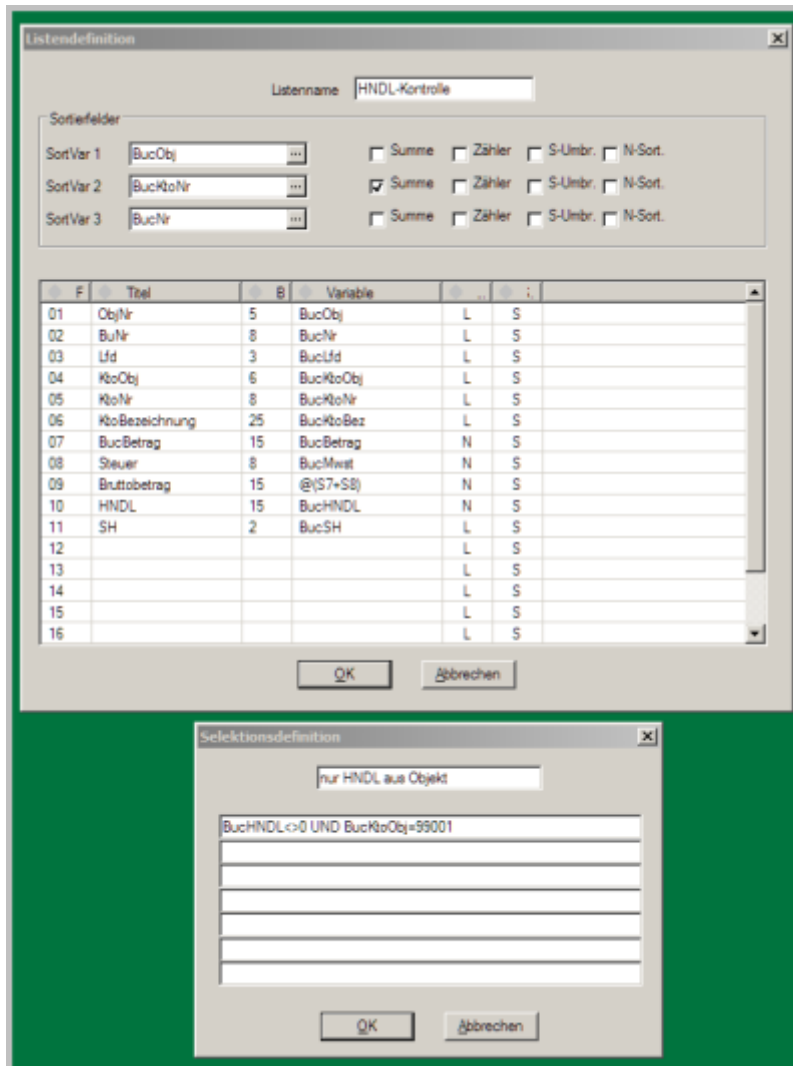 Listendefinition
Listenname HNDL-Kontrolle
Sortierfelder
SortVar 1 BucObj ... Summe Zähler S-Umbr. N-Sort.
SortVar 2 BucKtoNr ... Summe Zähler S-Umbr. N-Sort.
SortVar 3 BucNr ... Summe Zähler S-Umbr. N-Sort.
F Titel B Variable ..
01 ObjNr 5 BucObj L S
02 BuNr 8 BucNr L S
03 Lfd 3 BucLfd L S
04 KtoObj 6 BucKtoObj L S
05 KtoNr 8 BucKtoNr L S
06 KtoBezeichnung 25 BucKtoBez L S
07 BucBetrag 15 BucBetrag N S
08 Steuer 8 BucMwst N S
09 Bruttobetrag 15 @(S7+S8) N S
10 HNDL 15 BucHNDL N S
11 SH 2 BucSH L S
12 L S
13 L S
14 L S
15 L S
16 L S
OK Abbrechen
Selektionsdefinition
nur HNDL aus Objekt
BucHNDL<>0 UND BucKtoObj=99001
OK Abbrechen